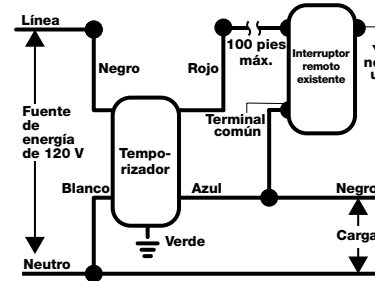 Línea
Negro
Rojo
100 pies
máx.
Interruptor
remoto
existente
Fuente
de
energía
de 120 V
Terminal
común
Tempo-
rizador
Blanco
Azul
Negro
Verde
Carga
Neutro